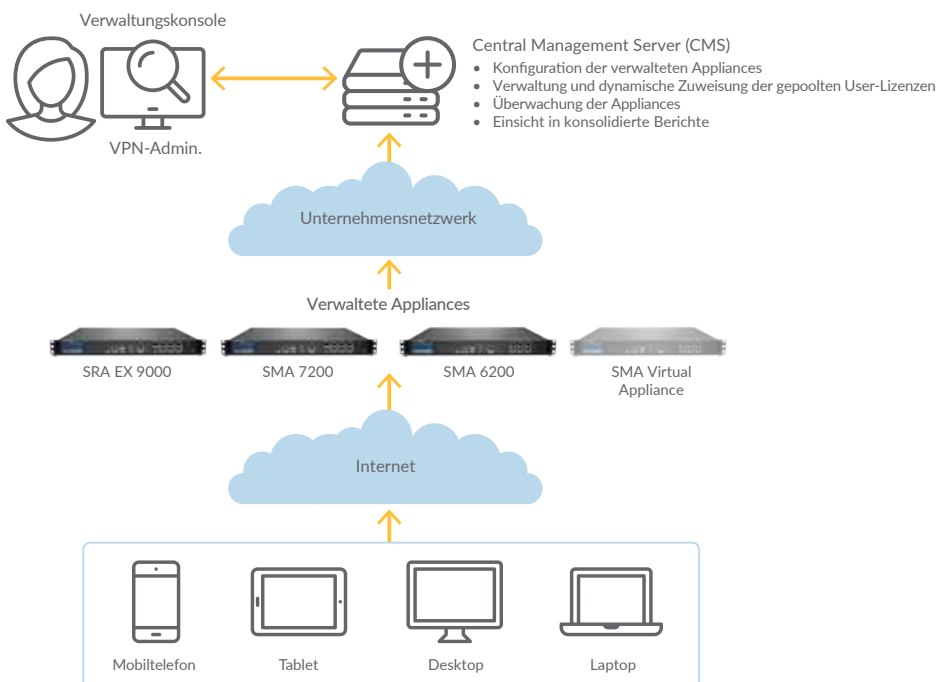 Verwaltungskonsole
VPN-Admin.
Central Management Server (CMS)
• Konfiguration der verwalteten Appliances
• Verwaltung und dynamische Zuweisung der gepoolten User-Lizenzen
• Überwachung der Appliances
• Einsicht in konsolidierte Berichte
Unternehmensnetzwerk
Verwaltete Appliances
SRA EX 9000
SMA 7200
SMA 6200
SMA Virtual
Appliance
Internet
Mobiltelefon
Tablet
Desktop
Laptop